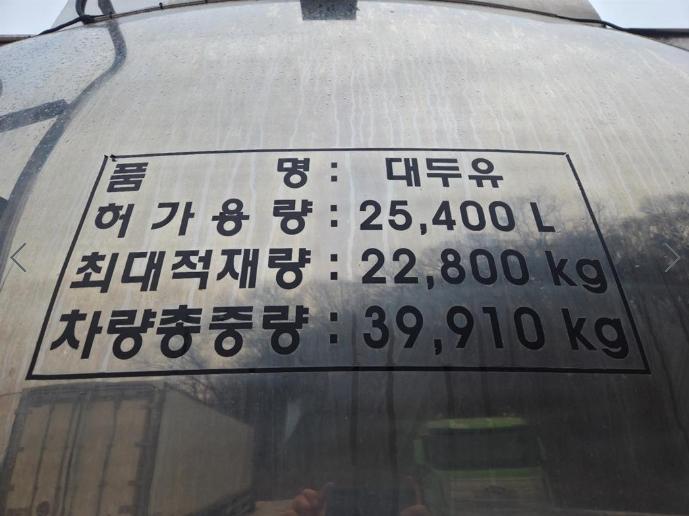 품 명 : 대두유
허 가 용 량 : 25,400 L
최대적재량 : 22,800 kg
차량총중량 : 39,910 kg